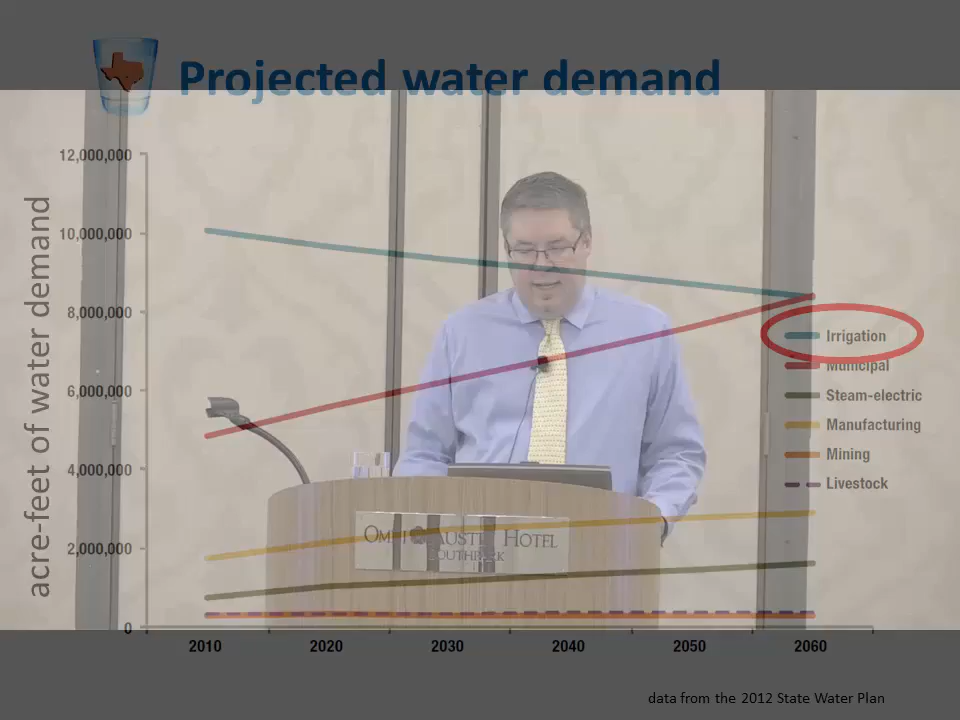 Projected water demand
acre-feet of water demand
12,000,000
10,000,000
8,000,000
6,000,000
4,000,000
2,000,000
0
Irrigation
Municipal
Steam-electric
Manufacturing
Mining
Livestock
AUSTIN HOTEL
SOUTHPARK
2010
2020
2030
2040
2050
2060
data from the 2012 State Water Plan